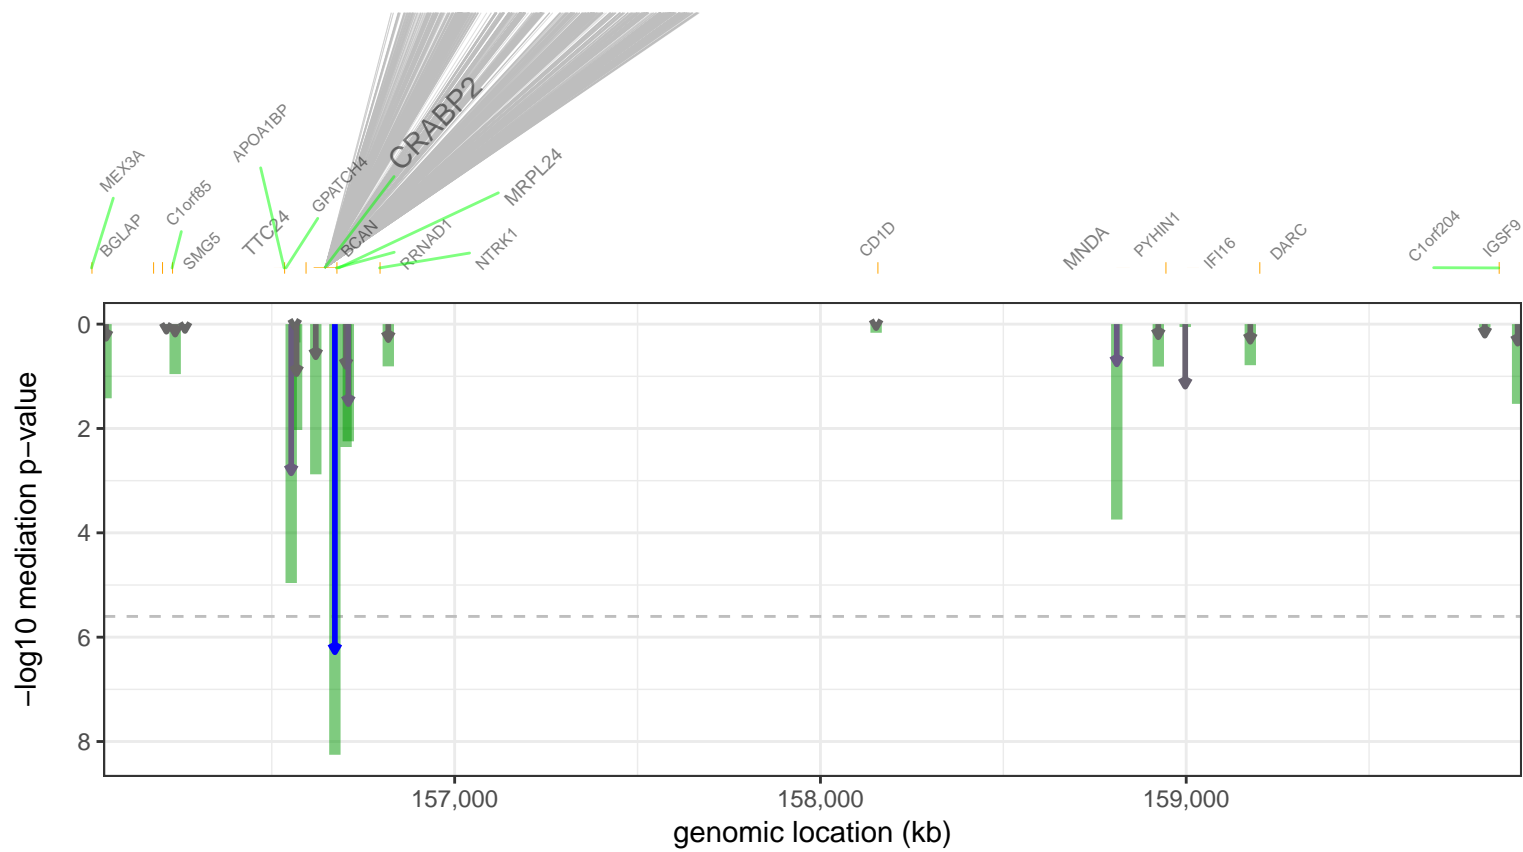 MEX3A
BGLAP
C1orf85
SMG5
APOA1BP
TTC24
GPATCH4
CRABP2
BCAN
RRNAD1
MRPL24
NTRK1
CD1D
MNDA
PYHIN1
IFI16
DARC
C1orf204
IGSF9
−log10 mediation p−value
0
2
4
6
8
157,000
158,000
159,000
genomic location (kb)